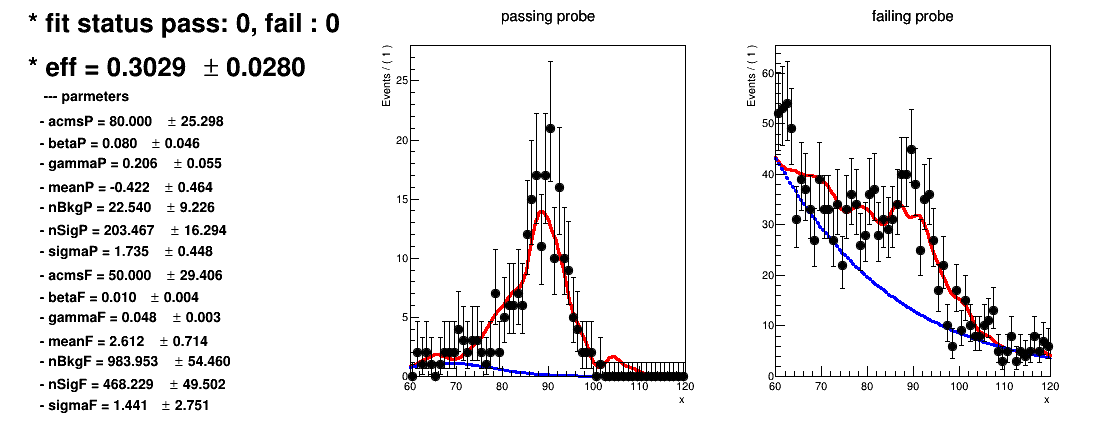 * fit status pass: 0, fail : 0
* eff = 0.3029 ± 0.0280
--- parmeters
- acmsP = 80.000 ± 25.298
- betaP = 0.080 ± 0.046
- gammaP = 0.206 ± 0.055
- meanP = -0.422 ± 0.464
- nBkgP = 22.540 ± 9.226
- nSigP = 203.467 ± 16.294
- sigmaP = 1.735 ± 0.448
- acmsF = 50.000 ± 29.406
- betaF = 0.010 ± 0.004
- gammaF = 0.048 ± 0.003
- meanF = 2.612 ± 0.714
- nBkgF = 983.953 ± 54.460
- nSigF = 468.229 ± 49.502
- sigmaF = 1.441 ± 2.751
passing probe
Events / ( 1 )
25
20
15
10
5
0
60 70 80 90 100 110 120
x
failing probe
Events / ( 1 )
60
50
40
30
20
10
0
60 70 80 90 100 110 120
x